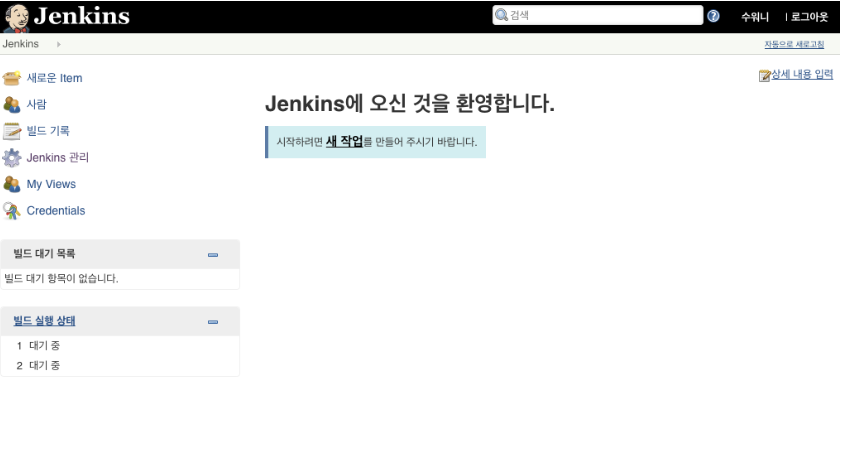 Jenkins
검색
수워니 | 로그아웃
Jenkins
자동으로 새로고침
새로운 Item
사람
빌드 기록
Jenkins 관리
My Views
Credentials
상세 내용 입력
Jenkins에 오신 것을 환영합니다.
시작하려면 새 작업를 만들어 주시기 바랍니다.
빌드 대기 목록
빌드 대기 항목이 없습니다.
빌드 실행 상태
1 대기 중
2 대기 중